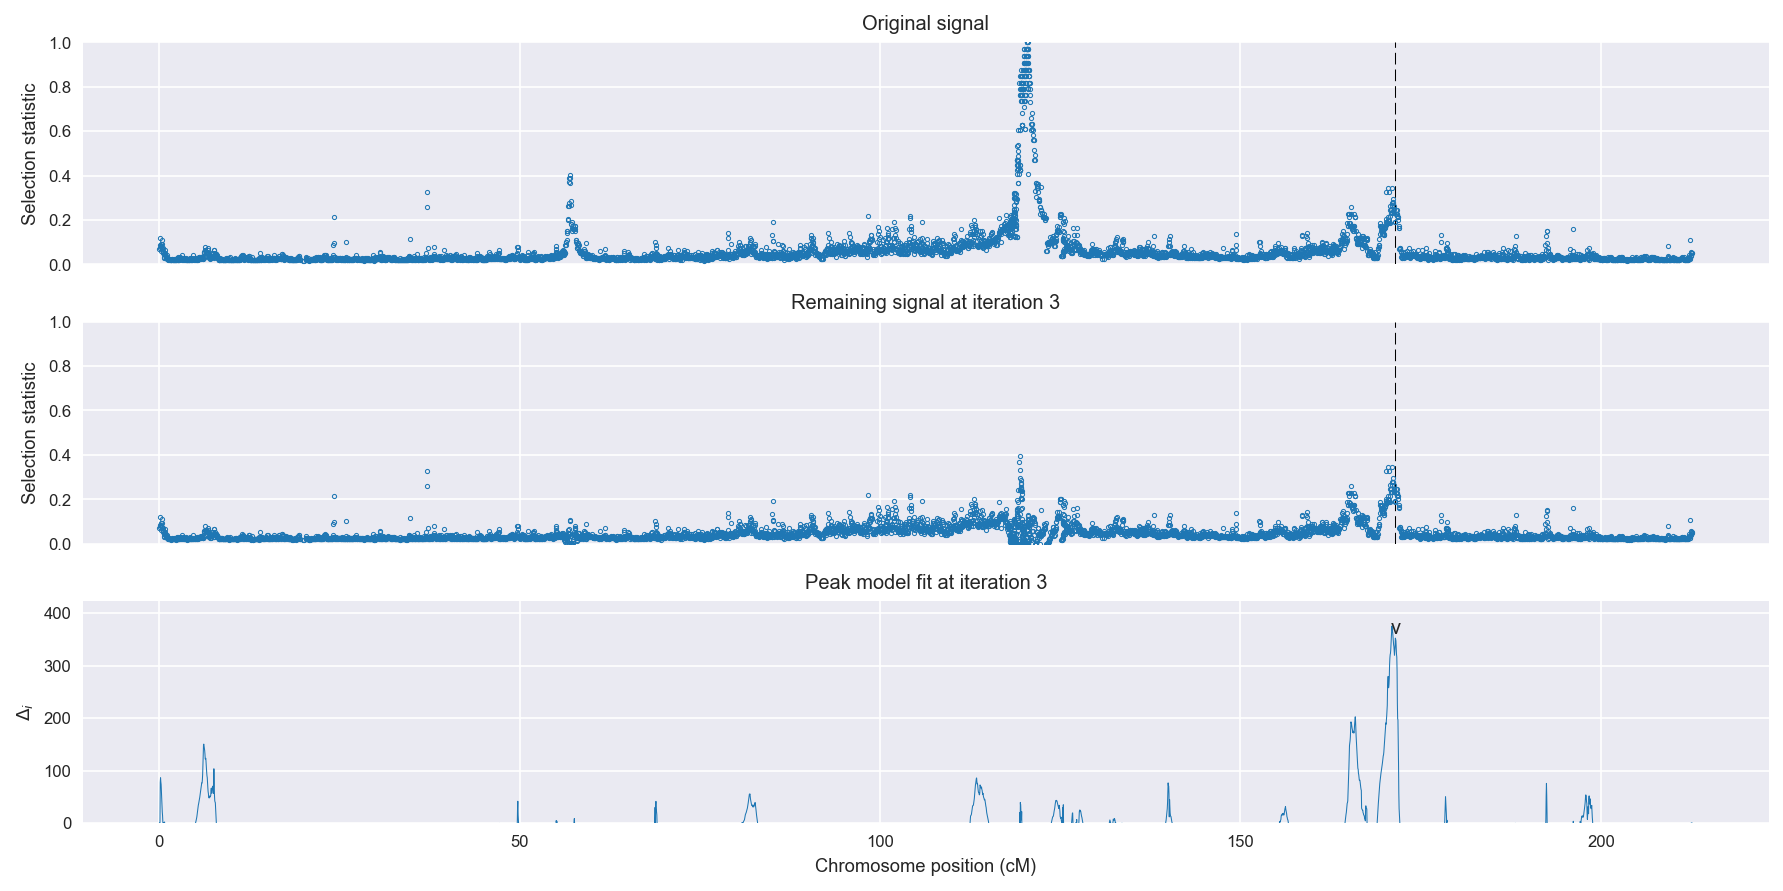 Original signal
1.0
0.8
0.6
0.4
0.2
0.0
Selection statistic
Remaining signal at iteration 3
1.0
0.8
0.6
0.4
0.2
0.0
Selection statistic
Peak model fit at iteration 3
400
300
200
100
0
Δi
v
0 50 100 150 200
Chromosome position (cM)